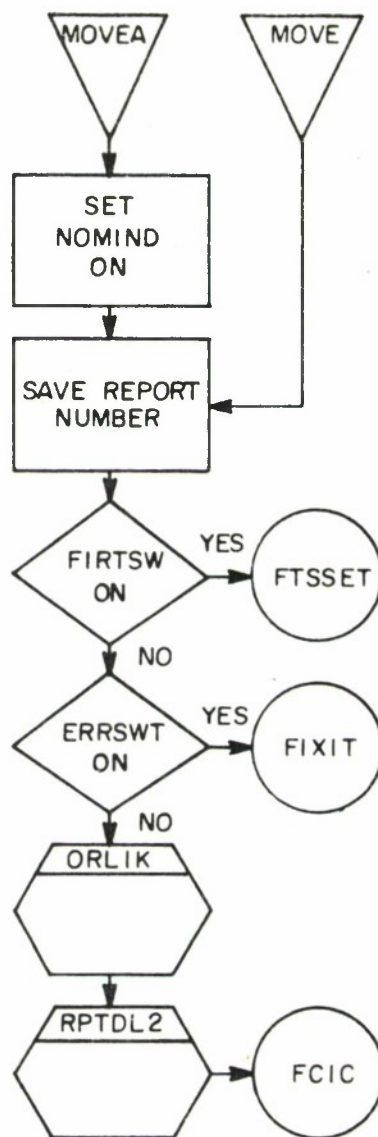 MOVEA
MOVE
SET
NOMIND
ON
SAVE REPORT
NUMBER
FIRTSW
ON
YES
FTSSET
NO
ERRSWT
ON
YES
FIXIT
NO
ORLIK
RPTDL2
FCIC